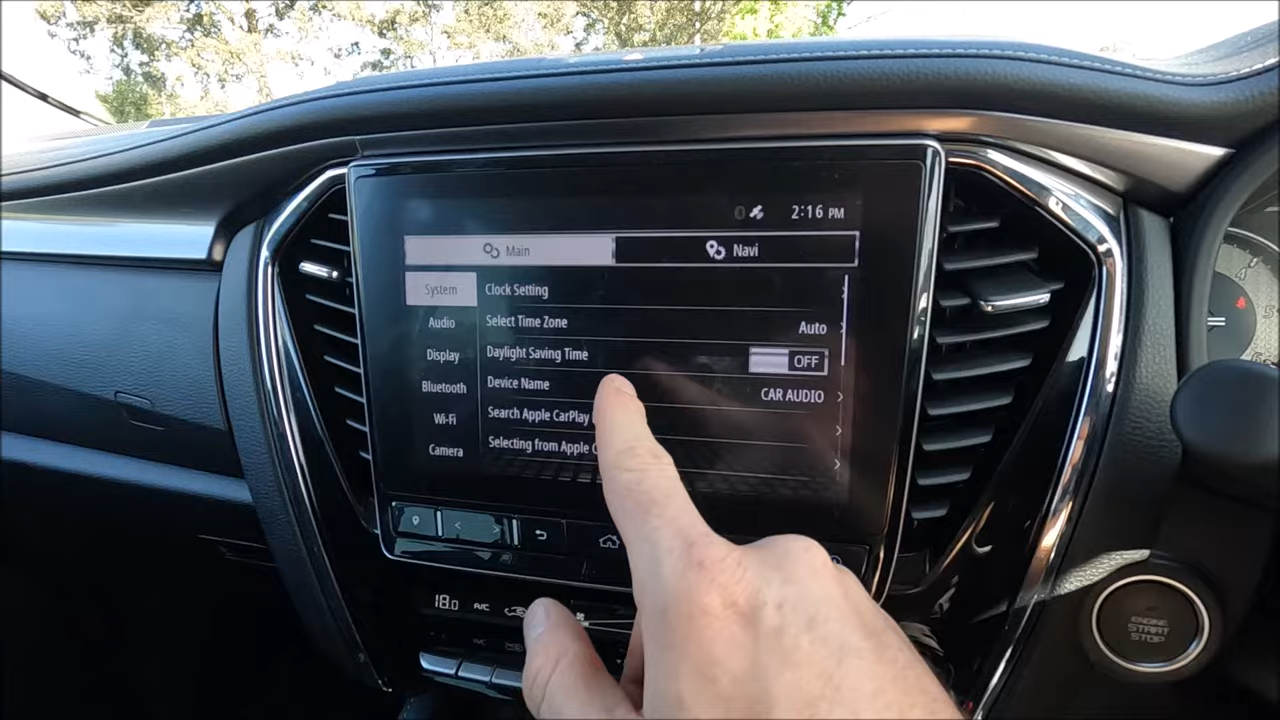 2:16 PM
Main
Navi
System
Clock Setting
Audio
Select Time Zone
Auto
Display
Daylight Saving Time
OFF
Bluetooth
Device Name
CAR AUDIO
Wi-Fi
Search Apple CarPlay
Camera
Selecting from Apple
18.0
A/C
ENGINE
START
STOP
4